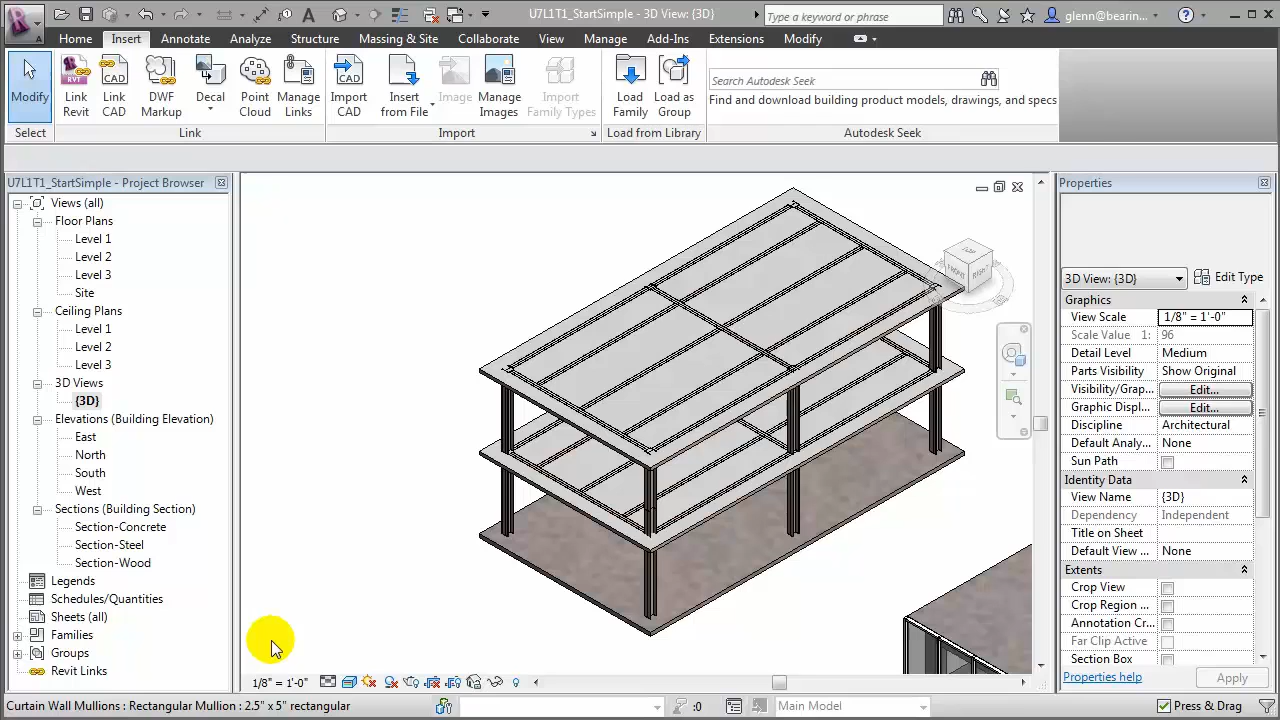 U7L1T1_StartSimple - 3D View: {3D}
Type a keyword or phrase
glenn@bearin...
Home Insert Annotate Analyze Structure Massing & Site Collaborate View Manage Add-Ins Extensions Modify
Modify
Link Revit
Link CAD
DWF Markup
Decal
Point Cloud
Manage Links
Import CAD
Insert from File
Image
Manage Images
Import Family Types
Load Family
Load as Group
Search Autodesk Seek
Find and download building product models, drawings, and specs
Select Link Import Load from Library Autodesk Seek
U7L1T1_StartSimple - Project Browser
Views (all)
Floor Plans
Level 1
Level 2
Level 3
Site
Ceiling Plans
Level 1
Level 2
Level 3
3D Views
{3D}
Elevations (Building Elevation)
East
North
South
West
Sections (Building Section)
Section-Concrete
Section-Steel
Section-Wood
Legends
Schedules/Quantities
Sheets (all)
Families
Groups
Revit Links
TOP
FRONT
RIGHT
1/8" = 1'-0"
Properties
3D View: {3D} Edit Type
Graphics
View Scale 1/8" = 1'-0"
Scale Value 1: 96
Detail Level Medium
Parts Visibility Show Original
Visibility/Grap... Edit...
Graphic Displ... Edit...
Discipline Architectural
Default Analy... None
Sun Path
Identity Data
View Name {3D}
Dependency Independent
Title on Sheet
Default View ... None
Extents
Crop View
Crop Region ...
Annotation Cr...
Far Clip Active
Section Box
Properties help Apply
Curtain Wall Mullions : Rectangular Mullion : 2.5" x 5" rectangular
:0
Main Model
Press & Drag